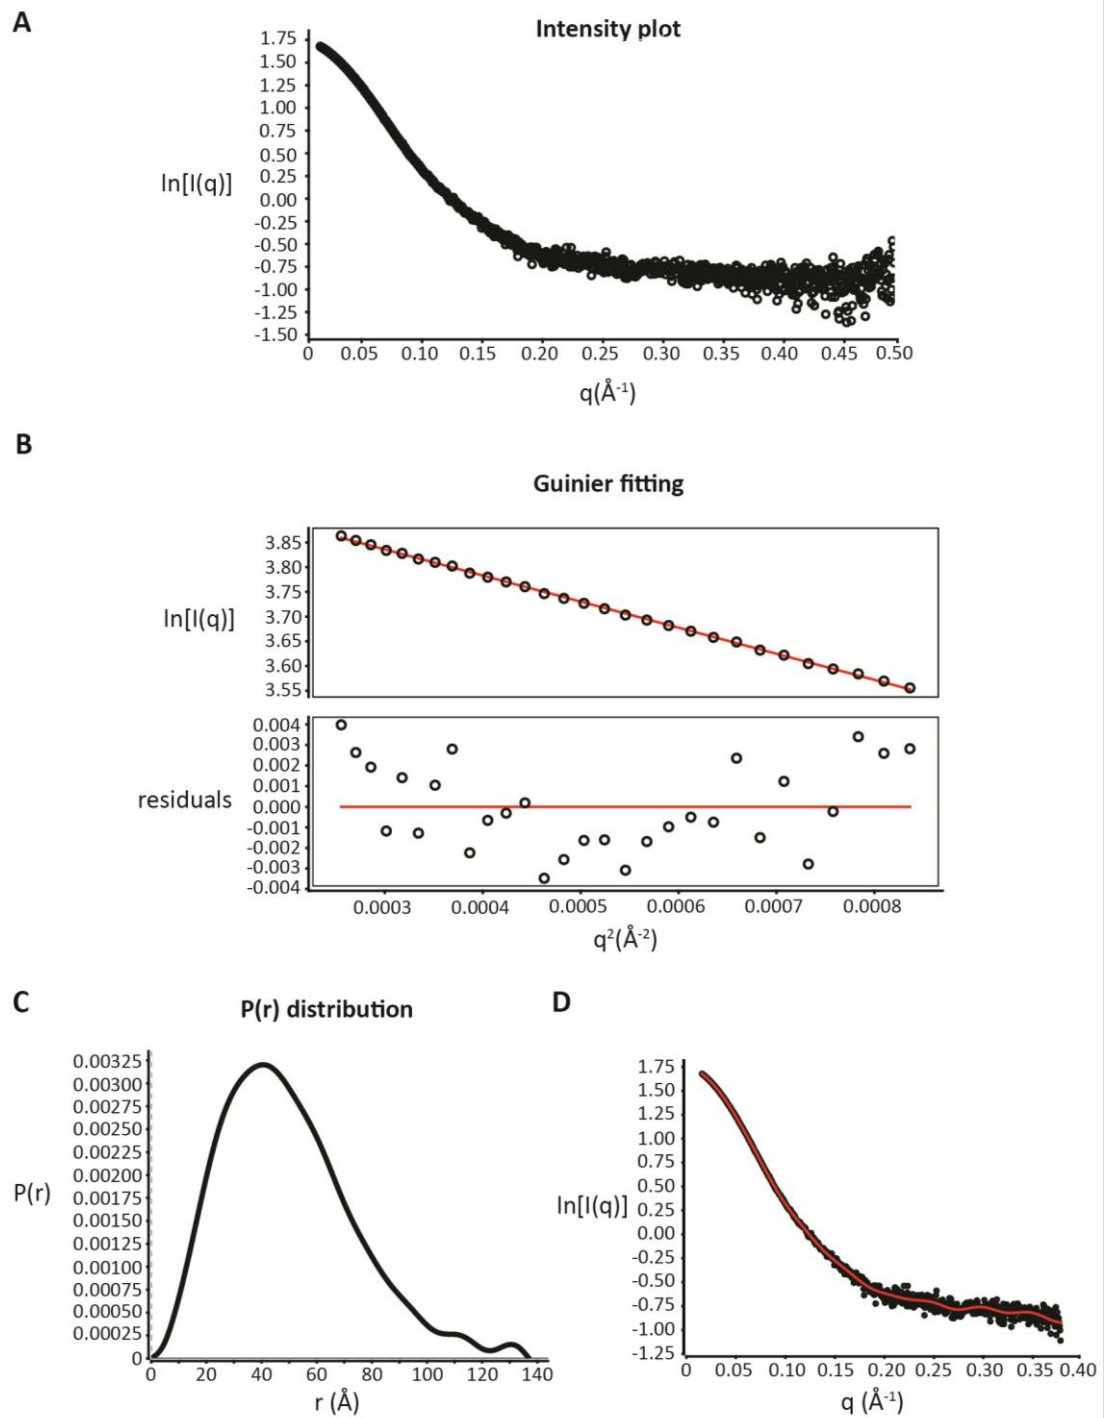 A
Intensity plot
1.75
1.50
1.25
1.00
0.75
0.50
0.25
0.00
-0.25
-0.50
-0.75
-1.00
-1.25
-1.50
ln[I(q)]
0 0.05 0.10 0.15 0.20 0.25 0.30 0.35 0.40 0.45 0.50
q(Å⁻¹)
B
Guinier fitting
3.85
3.80
3.75
3.70
3.65
3.60
3.55
ln[I(q)]
0.004
0.003
0.002
0.001
0.000
-0.001
-0.002
-0.003
-0.004
residuals
0.0003 0.0004 0.0005 0.0006 0.0007 0.0008
q²(Å⁻²)
C
P(r) distribution
0.00325
0.00300
0.00275
0.00250
0.00225
0.00200
0.00175
0.00150
0.00125
0.00100
0.00075
0.00050
0.00025
0
P(r)
0 20 40 60 80 100 120 140
r (Å)
D
1.75
1.50
1.25
1.00
0.75
0.50
0.25
0.00
-0.25
-0.50
-0.75
-1.00
-1.25
ln[I(q)]
0 0.05 0.10 0.15 0.20 0.25 0.30 0.35 0.40
q (Å⁻¹)